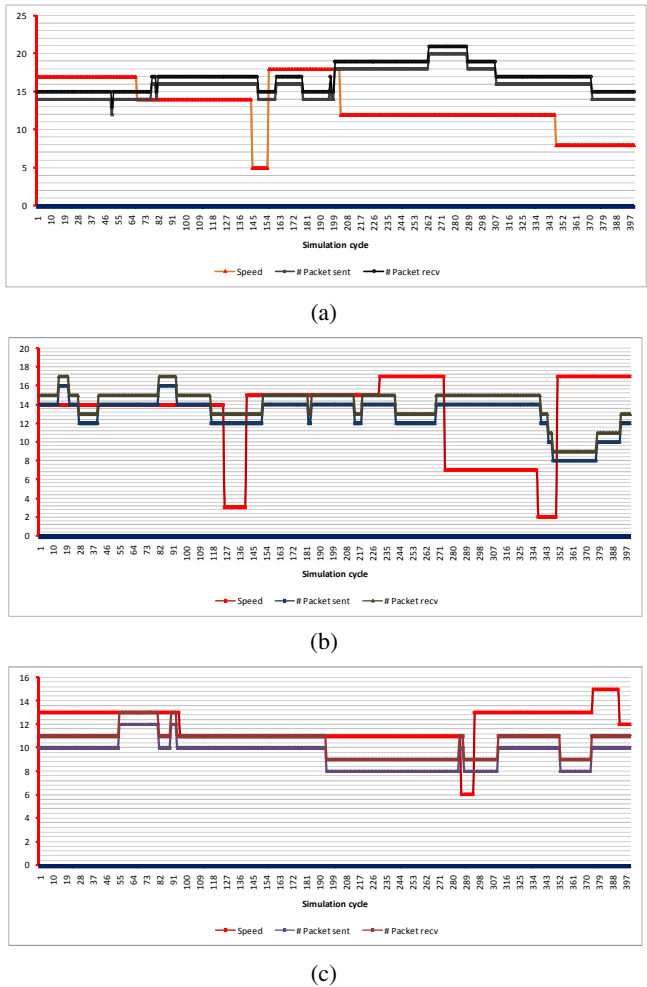 25
20
15
10
5
0
1 10 19 28 37 46 55 64 73 82 91 100 109 118 127 136 145 154 163 172 181 190 199 208 217 226 235 244 253 262 271 280 289 298 307 316 325 334 343 352 361 370 379 388 397
Simulation cycle
Speed # Packet sent # Packet recv
(a)
20
18
16
14
12
10
8
6
4
2
0
1 10 19 28 37 46 55 64 73 82 91 100 109 118 127 136 145 154 163 172 181 190 199 208 217 226 235 244 253 262 271 280 289 298 307 316 325 334 343 352 361 370 379 388 397
Simulation cycle
Speed # Packet sent # Packet recv
(b)
16
14
12
10
8
6
4
2
0
1 10 19 28 37 46 55 64 73 82 91 100 109 118 127 136 145 154 163 172 181 190 199 208 217 226 235 244 253 262 271 280 289 298 307 316 325 334 343 352 361 370 379 388 397
Simulation cycle
Speed # Packet sent # Packet recv
(c)